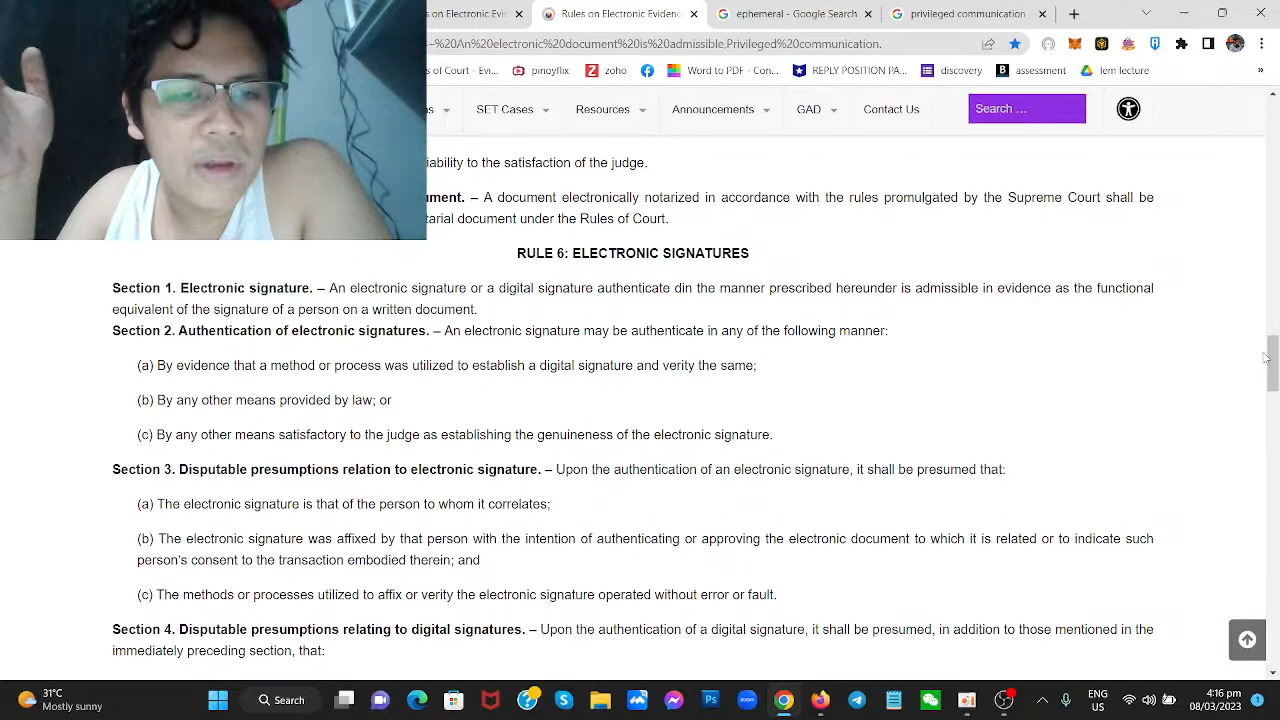 s on Electronic Evid
Rules on Electronic Evidenc
ephemeral - Google Search
privileged communication
~%20An%20electronic%20document%20is%20admissible,Privileged%20communication.
s of Court - Evi...
pinoyflix
zoho
Word to PDF - Con...
REPLY POSITION PA...
discovery
assessment
lem lecture
»
ns
SET Cases
Resources
Announcements
GAD
Contact Us
Search ...
iability to the satisfaction of the judge.
ument. – A document electronically notarized in accordance with the rules promulgated by the Supreme Court shall be
tarial document under the Rules of Court.
RULE 6: ELECTRONIC SIGNATURES
Section 1. Electronic signature. – An electronic signature or a digital signature authenticate din the manner prescribed hereunder is admissible in evidence as the functional
equivalent of the signature of a person on a written document.
Section 2. Authentication of electronic signatures. – An electronic signature may be authenticate in any of the following manner:
(a) By evidence that a method or process was utilized to establish a digital signature and verify the same;
(b) By any other means provided by law; or
(c) By any other means satisfactory to the judge as establishing the genuineness of the electronic signature.
Section 3. Disputable presumptions relation to electronic signature. – Upon the authentication of an electronic signature, it shall be presumed that:
(a) The electronic signature is that of the person to whom it correlates;
(b) The electronic signature was affixed by that person with the intention of authenticating or approving the electronic document to which it is related or to indicate such
person's consent to the transaction embodied therein; and
(c) The methods or processes utilized to affix or verify the electronic signature operated without error or fault.
Section 4. Disputable presumptions relating to digital signatures. – Upon the authentication of a digital signature, it shall be presumed, in addition to those mentioned in the
immediately preceding section, that:
31°C
Mostly sunny
Search
Ps
zoom
ENG
US
4:16 pm
08/03/2023
1